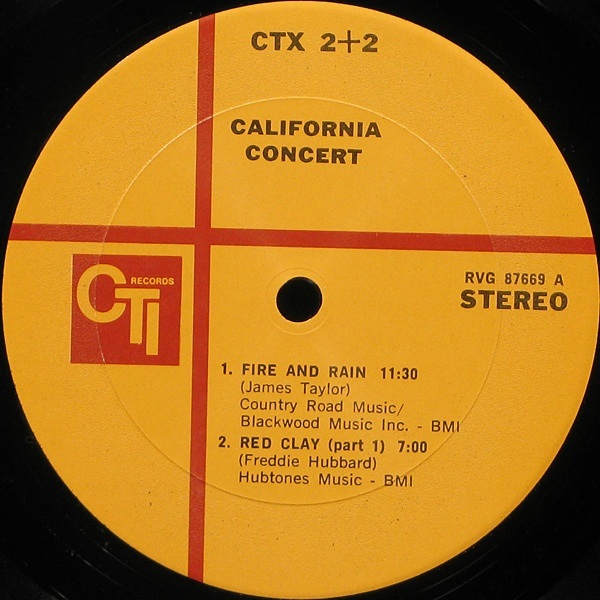 CTX 2+2
CALIFORNIA
CONCERT
CTI RECORDS
RVG 87669 A
STEREO
1. FIRE AND RAIN 11:30
(James Taylor)
Country Road Music/
Blackwood Music Inc. - BMI
2. RED CLAY (part 1) 7:00
(Freddie Hubbard)
Hubtones Music - BMI